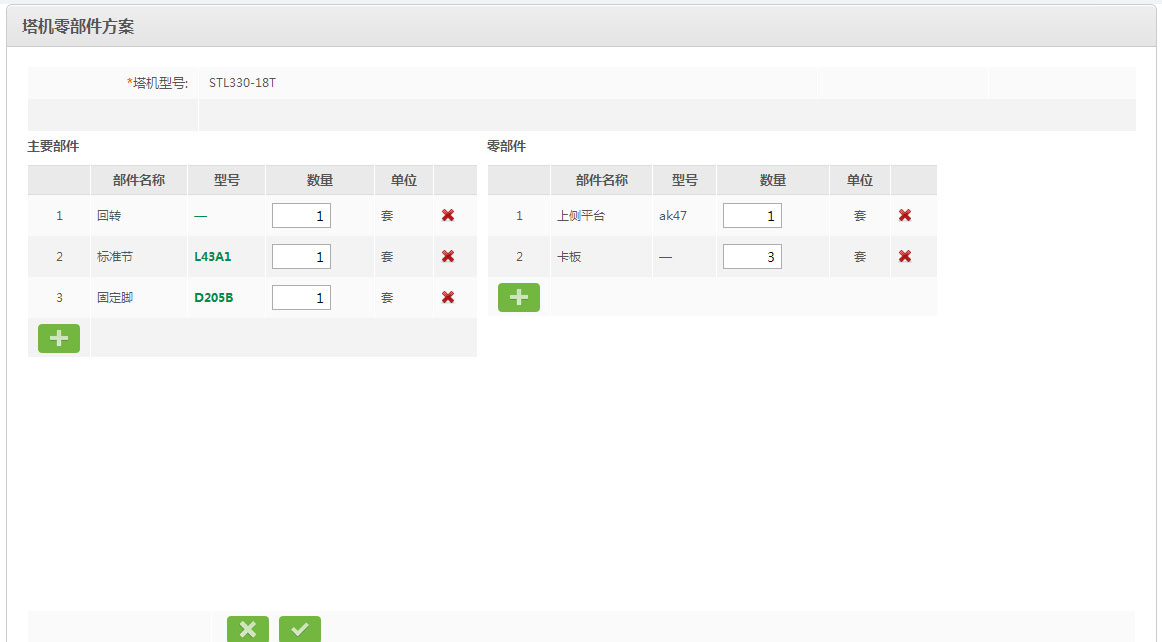 塔机零部件方案
*塔机型号: STL330-18T
主要部件
部件名称 型号 数量 单位
1 回转 — 1 套
2 标准节 L43A1 1 套
3 固定脚 D205B 1 套
零部件
部件名称 型号 数量 单位
1 上侧平台 ak47 1 套
2 卡板 — 3 套